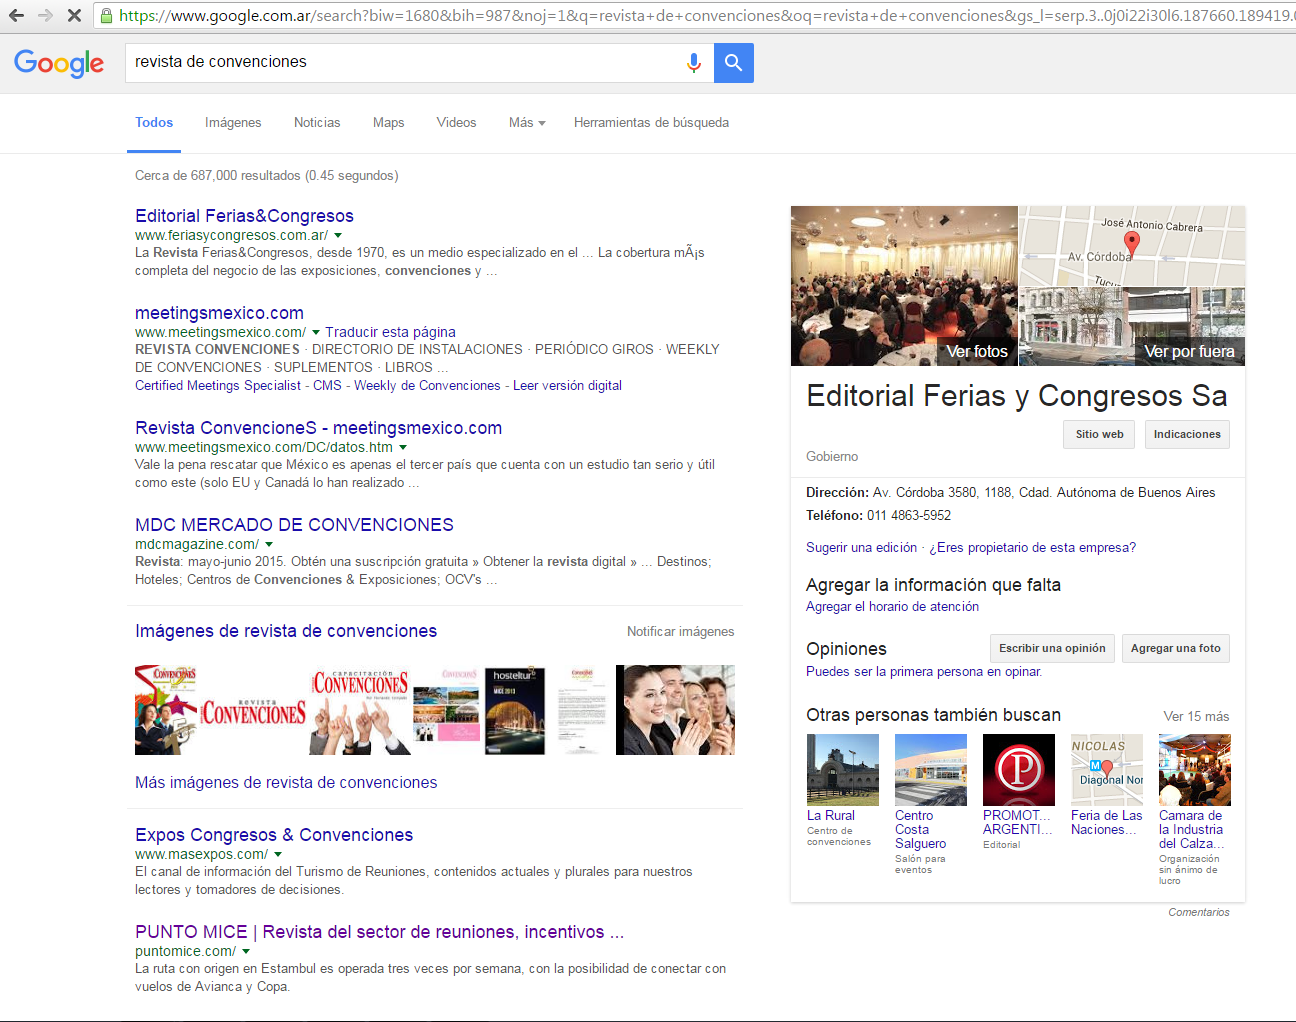 https://www.google.com.ar/search?biw=1680&bih=987&noj=1&q=revista+de+convenciones&oq=revista+de+convenciones&gs_l=serp.3..0j0i22i30l6.187660.189419.
Google
revista de convenciones
Todos Imágenes Noticias Maps Videos Más Herramientas de búsqueda
Cerca de 687,000 resultados (0.45 segundos)
Editorial Ferias&Congresos
www.feriasycongresos.com.ar/
La Revista Ferias&Congresos, desde 1970, es un medio especializado en el ... La cobertura mÃ¡s
completa del negocio de las exposiciones, convenciones y ...
meetingsmexico.com
www.meetingsmexico.com/ Traducir esta página
REVISTA CONVENCIONES · DIRECTORIO DE INSTALACIONES · PERIÓDICO GIROS · WEEKLY
DE CONVENCIONES · SUPLEMENTOS · LIBROS ...
Certified Meetings Specialist - CMS - Weekly de Convenciones - Leer versión digital
Revista ConvencioneS - meetingsmexico.com
www.meetingsmexico.com/DC/datos.htm
Vale la pena rescatar que México es apenas el tercer país que cuenta con un estudio tan serio y útil
como este (solo EU y Canadá lo han realizado ...
MDC MERCADO DE CONVENCIONES
mdcmagazine.com/
Revista: mayo-junio 2015. Obtén una suscripción gratuita » Obtener la revista digital » ... Destinos;
Hoteles; Centros de Convenciones & Exposiciones; OCV's ...
Imágenes de revista de convenciones Notificar imágenes
CONVENCIONES
REVISTA
CONVENCIONES
CAPACITACIÓN
CONVENCIONES
CONVENCIONES
hosteltur
MICE 2013
Más imágenes de revista de convenciones
Expos Congresos & Convenciones
www.masexpos.com/
El canal de información del Turismo de Reuniones, contenidos actuales y plurales para nuestros
lectores y tomadores de decisiones.
PUNTO MICE | Revista del sector de reuniones, incentivos ...
puntomice.com/
La ruta con origen en Estambul es operada tres veces por semana, con la posibilidad de conectar con
vuelos de Avianca y Copa.
José Antonio Cabrera
Av. Córdoba
Tucu
Ver fotos
Ver por fuera
Editorial Ferias y Congresos Sa
Sitio web Indicaciones
Gobierno
Dirección: Av. Córdoba 3580, 1188, Cdad. Autónoma de Buenos Aires
Teléfono: 011 4863-5952
Sugerir una edición · ¿Eres propietario de esta empresa?
Agregar la información que falta
Agregar el horario de atención
Opiniones Escribir una opinión Agregar una foto
Puedes ser la primera persona en opinar.
Otras personas también buscan Ver 15 más
P
NICOLAS
M
Diagonal Nor
La Rural
Centro de
convenciones
Centro
Costa
Salguero
Salón para
eventos
PROMOT...
ARGENTI...
Editorial
Feria de Las
Naciones...
Camara de
la Industria
del Calza...
Organización
sin ánimo de
lucro
Comentarios